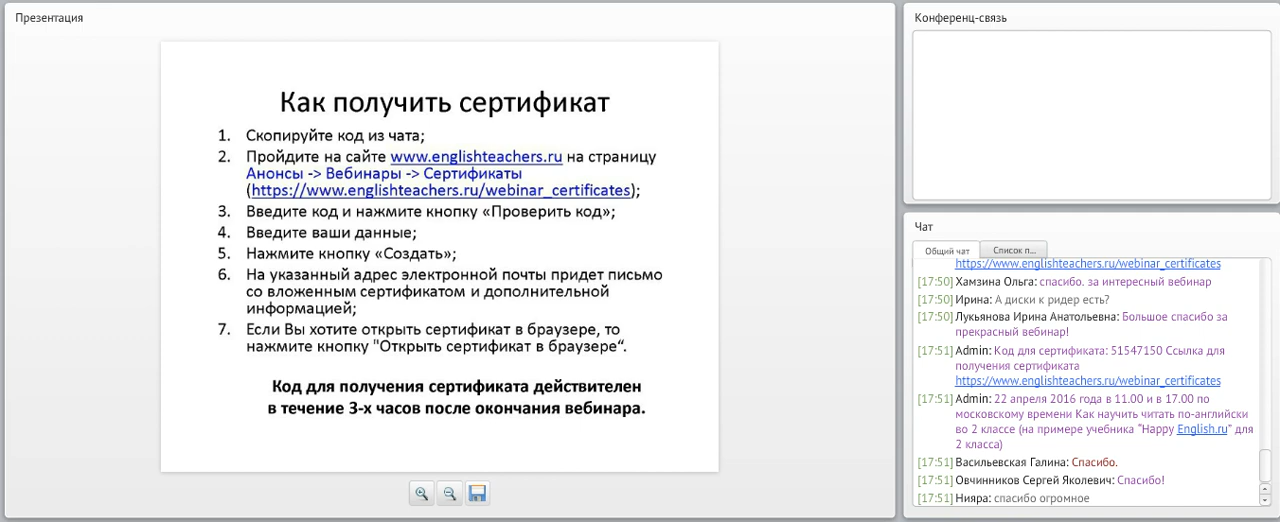 Презентация
Как получить сертификат
1. Скопируйте код из чата;
2. Пройдите на сайте www.englishteachers.ru на страницу
Анонсы -> Вебинары -> Сертификаты
(https://www.englishteachers.ru/webinar_certificates);
3. Введите код и нажмите кнопку «Проверить код»;
4. Введите ваши данные;
5. Нажмите кнопку «Создать»;
6. На указанный адрес электронной почты придет письмо
со вложенным сертификатом и дополнительной
информацией;
7. Если Вы хотите открыть сертификат в браузере, то
нажмите кнопку "Открыть сертификат в браузере“.
Код для получения сертификата действителен
в течение 3-х часов после окончания вебинара.
Конференц-связь
Чат
Общий чат
Список п...
https://www.englishteachers.ru/webinar_certificates
[17:50] Хамзина Ольга: спасибо. за интересный вебинар
[17:50] Ирина: А диски к ридер есть?
[17:50] Лукьянова Ирина Анатольевна: Большое спасибо за
прекрасный вебинар!
[17:51] Admin: Код для сертификата: 51547150 Ссылка для
получения сертификата
https://www.englishteachers.ru/webinar_certificates
[17:51] Admin: 22 апреля 2016 года в 11.00 и в 17.00 по
московскому времени Как научить читать по-английски
во 2 классе (на примере учебника “Happy English.ru” для
2 класса)
[17:51] Васильевская Галина: Спасибо.
[17:51] Овчинников Сергей Яколевич: Спасибо!
[17:51] Нияра: спасибо огромное